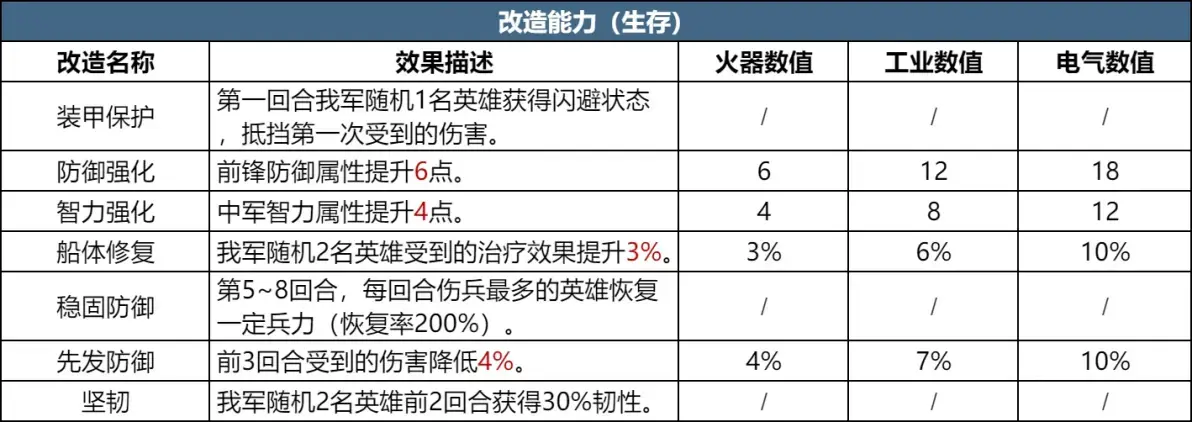 改造能力（生存）
改造名称 效果描述 火器数值 工业数值 电气数值
装甲保护 第一回合我军随机1名英雄获得闪避状态
，抵挡第一次受到的伤害。 / / /
防御强化 前锋防御属性提升6点。 6 12 18
智力强化 中军智力属性提升4点。 4 8 12
船体修复 我军随机2名英雄受到的治疗效果提升3%。 3% 6% 10%
稳固防御 第5~8回合，每回合伤兵最多的英雄恢复
一定兵力（恢复率200%）。 / / /
先发防御 前3回合受到的伤害降低4%。 4% 7% 10%
坚韧 我军随机2名英雄前2回合获得30%韧性。 / / /